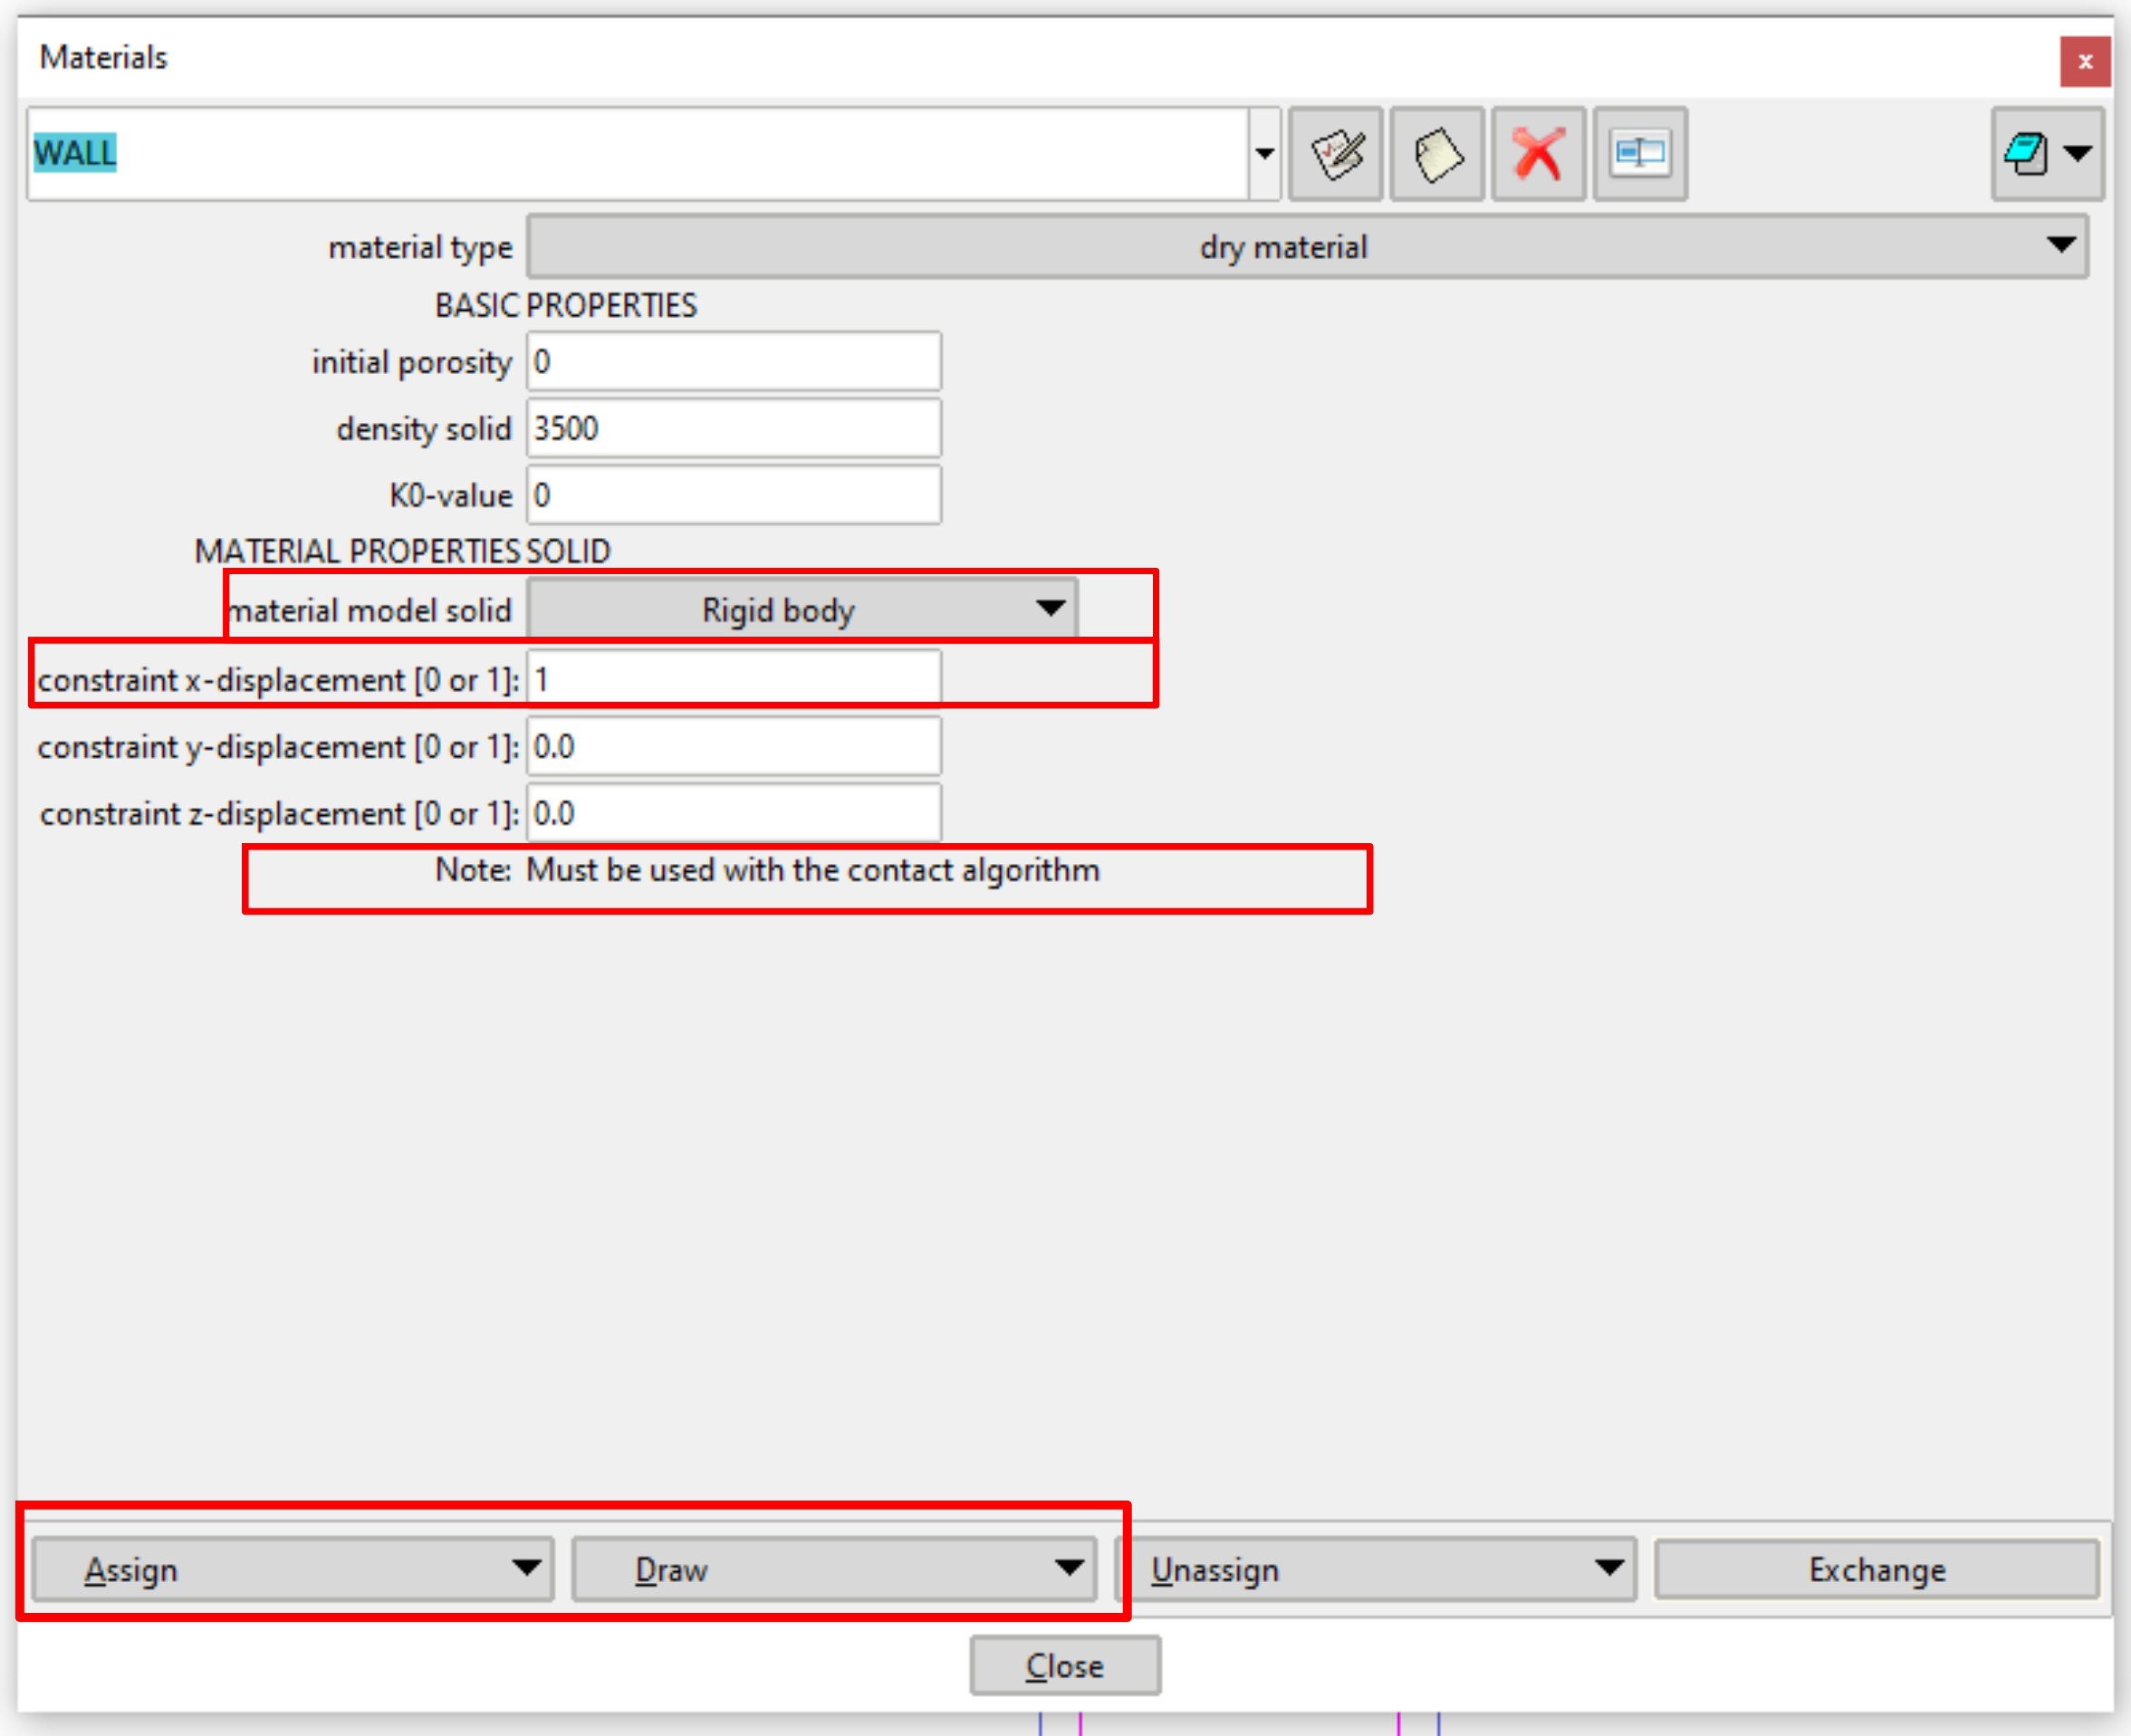 Materials
x
WALL
material type dry material
BASIC PROPERTIES
initial porosity 0
density solid 3500
K0-value 0
MATERIAL PROPERTIES SOLID
material model solid Rigid body
constraint x-displacement [0 or 1]: 1
constraint y-displacement [0 or 1]: 0.0
constraint z-displacement [0 or 1]: 0.0
Note: Must be used with the contact algorithm
Assign Draw Unassign Exchange
Close